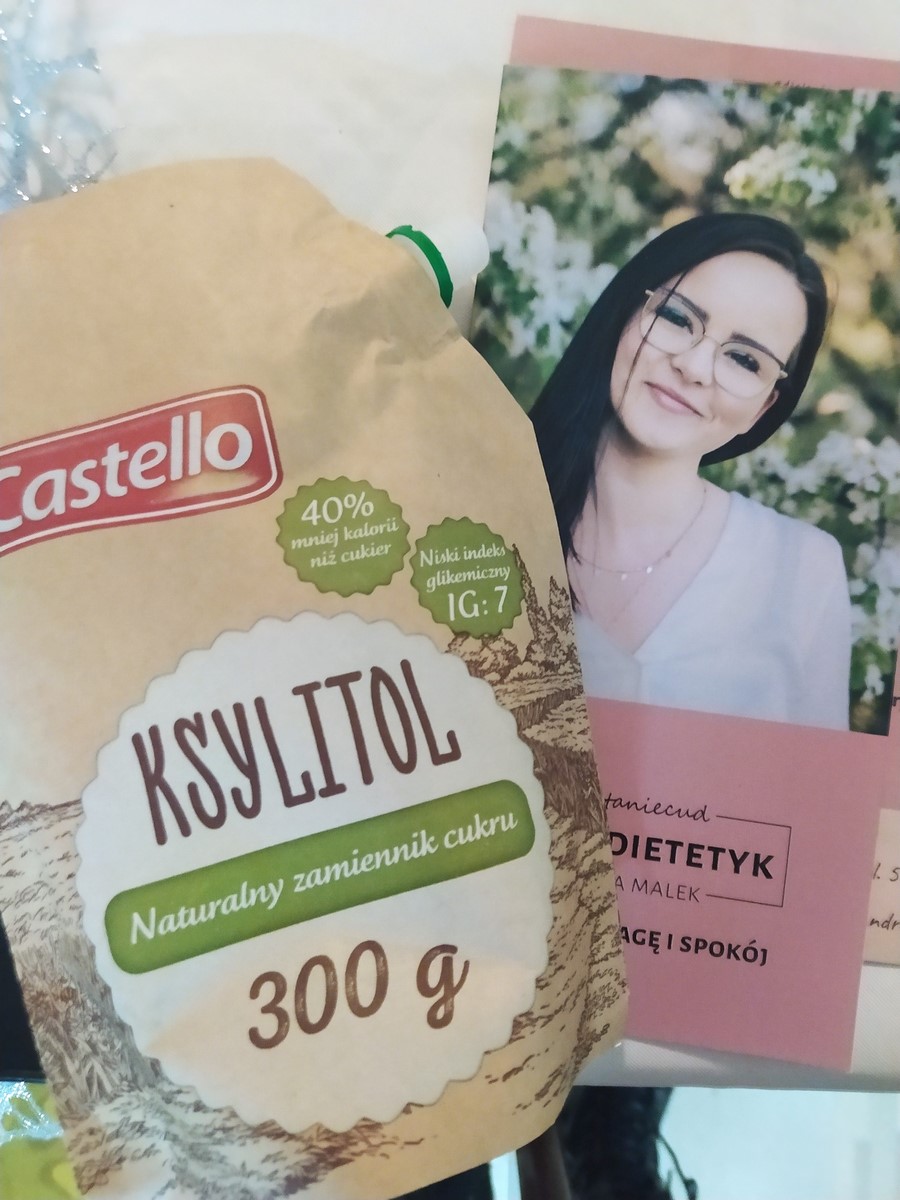 Castello
40%
mniej kalorii
niż cukier
Niski indeks
glikemiczny
IG: 7
KSYLITOL
Naturalny zamiennik cukru
300 g
taniecud
DIETETYK
A MALEK
AGĘ I SPOKÓJ